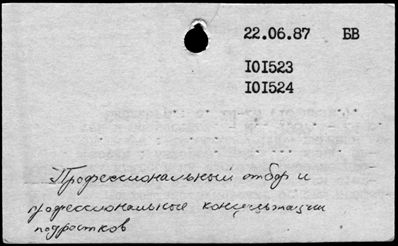 22.06.87 БВ
I0I523
I0I524
Профессиональный отбор и
профессиональные консультации
подростков